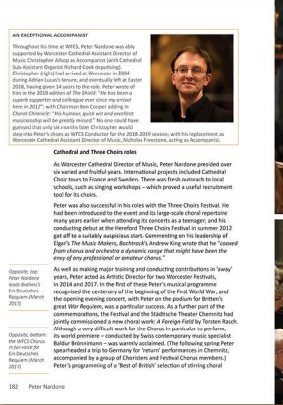 AN EXCEPTIONAL ACCOMPANIST
Throughout his time at WFCS, Peter Nardone was ably
supported by Worcester Cathedral Assistant Director of
Music Christopher Allsop as Accompanist (with Cathedral
Sub-Assistant Organist Richard Cook deputising).
Christopher (right) had arrived at Worcester in 2004
during Adrian Lucas's tenure, and eventually left at Easter
2018, having given 14 years to the role. Peter wrote of
him in the 2018 edition of The Shield: "He has been a
superb supporter and colleague ever since my arrival
here in 2012"; with Chairman Ben Cooper adding in
Choral Chronicle: "His humour, quick wit and excellent
musicianship will be greatly missed." No one could have
guessed that only six months later Christopher would
step into Peter's shoes as WFCS Conductor for the 2018-2019 season; with his replacement as
Worcester Cathedral Assistant Director of Music, Nicholas Freestone, acting as Accompanist.
Cathedral and Three Choirs roles
As Worcester Cathedral Director of Music, Peter Nardone presided over
six varied and fruitful years. International projects included Cathedral
Choir tours to France and Sweden. There was fresh outreach to local
schools, such as singing workshops – which proved a useful recruitment
tool for its choirs.
Peter was also successful in his roles with the Three Choirs Festival. He
had been introduced to the event and its large-scale choral repertoire
many years earlier when attending its concerts as a teenager; and his
conducting debut at the Hereford Three Choirs Festival in summer 2012
got off to a suitably auspicious start. Commenting on his leadership of
Elgar's The Music Makers, Bachtrack's Andrew King wrote that he "coaxed
from chorus and orchestra a dynamic range that might have been the
envy of any professional or amateur chorus."
As well as making major training and conducting contributions in 'away'
years, Peter acted as Artistic Director for two Worcester Festivals,
in 2014 and 2017. In the first of these Peter's musical programme
recognised the centenary of the beginning of the First World War, and
the opening evening concert, with Peter on the podium for Britten's
great War Requiem, was a particular success. As a further part of the
commemorations, the Festival and the Städtische Theater Chemnitz had
jointly commissioned a new choral work: A Foreign Field by Torsten Rasch.
Although a very difficult work for the Chorus in particular to perform,
its world premiere – conducted by Swiss contemporary music specialist
Baldur Brönnimann – was warmly acclaimed. (The following spring Peter
spearheaded a trip to Germany for 'return' performances in Chemnitz,
accompanied by a group of Choristers and Festival Chorus members.)
Peter's programming of a 'Best of British' selection of stirring choral
Opposite, top:
Peter Nardone
leads Brahms's
Ein Deutsches
Requiem (March
2017)
Opposite, bottom:
the WFCS Chorus
in full voice for
Ein Deutsches
Requiem (March
2017)
182 Peter Nardone